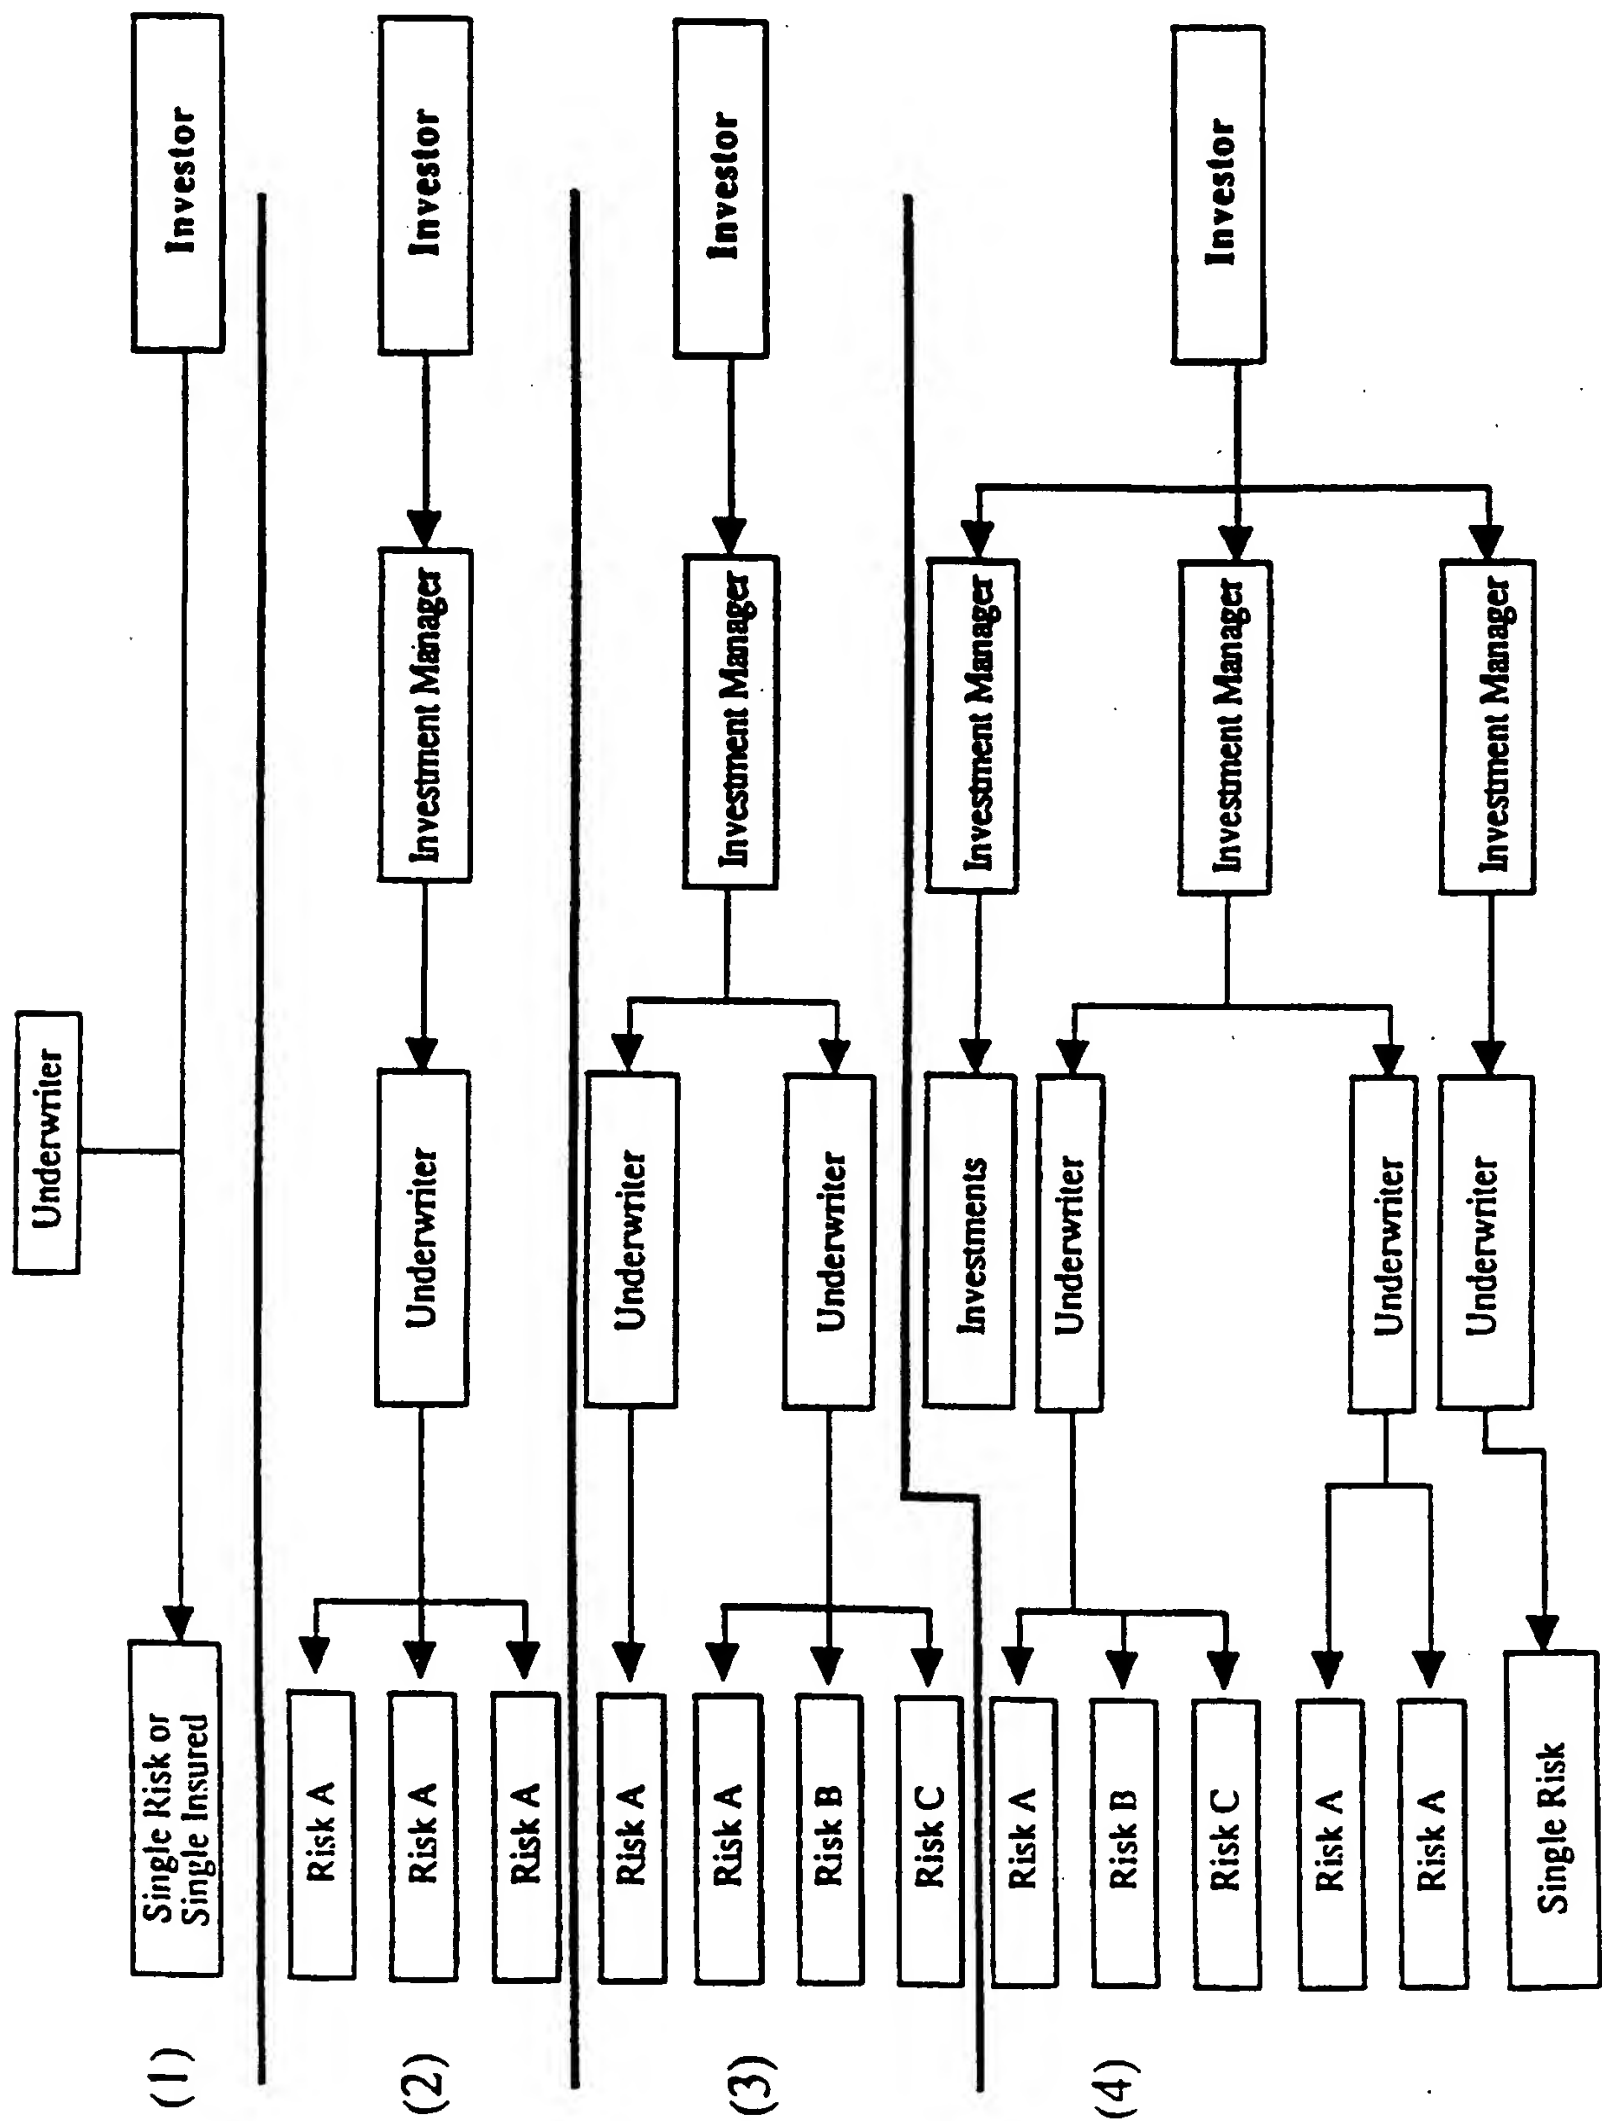 Underwriter
(1)
Single Risk or
Single Insured
Investor
(2)
Risk A
Risk A
Risk A
Underwriter
Investment Manager
Investor
(3)
Risk A
Risk A
Risk B
Risk C
Underwriter
Underwriter
Investment Manager
Investor
(4)
Risk A
Risk B
Risk C
Risk A
Risk A
Single Risk
Investments
Underwriter
Underwriter
Underwriter
Investment Manager
Investment Manager
Investment Manager
Investor